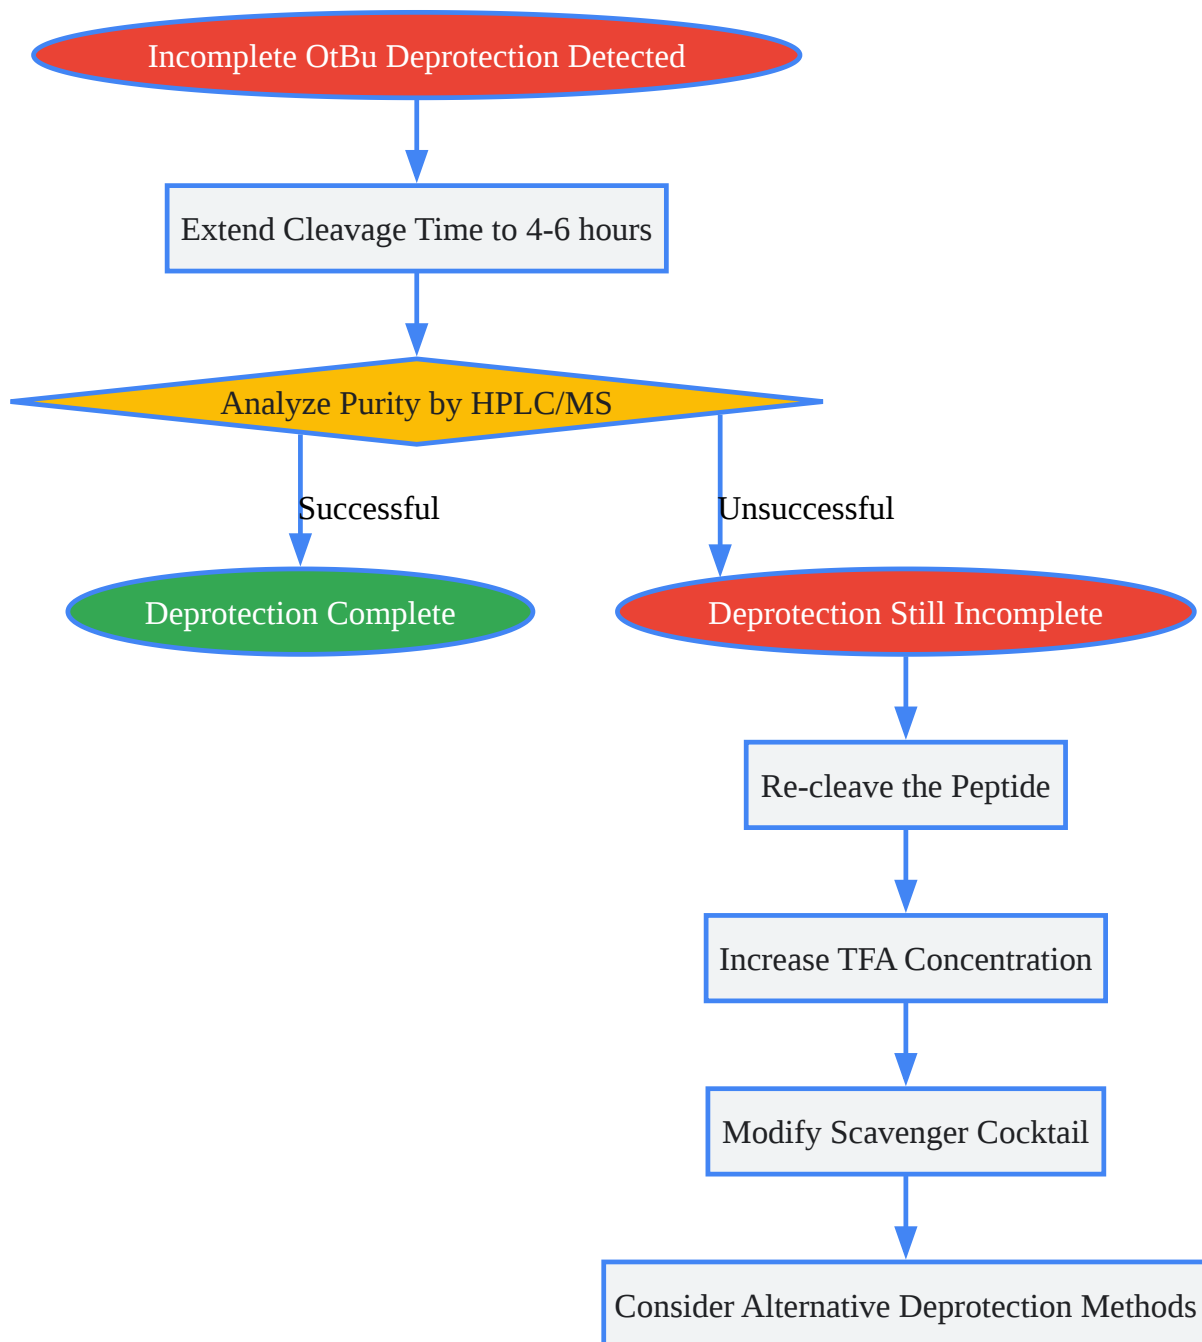 Incomplete OtBu Deprotection Detected
Extend Cleavage Time to 4-6 hours
Analyze Purity by HPLC/MS
Successful
Unsuccessful
Deprotection Complete
Deprotection Still Incomplete
Re-cleave the Peptide
Increase TFA Concentration
Modify Scavenger Cocktail
Consider Alternative Deprotection Methods